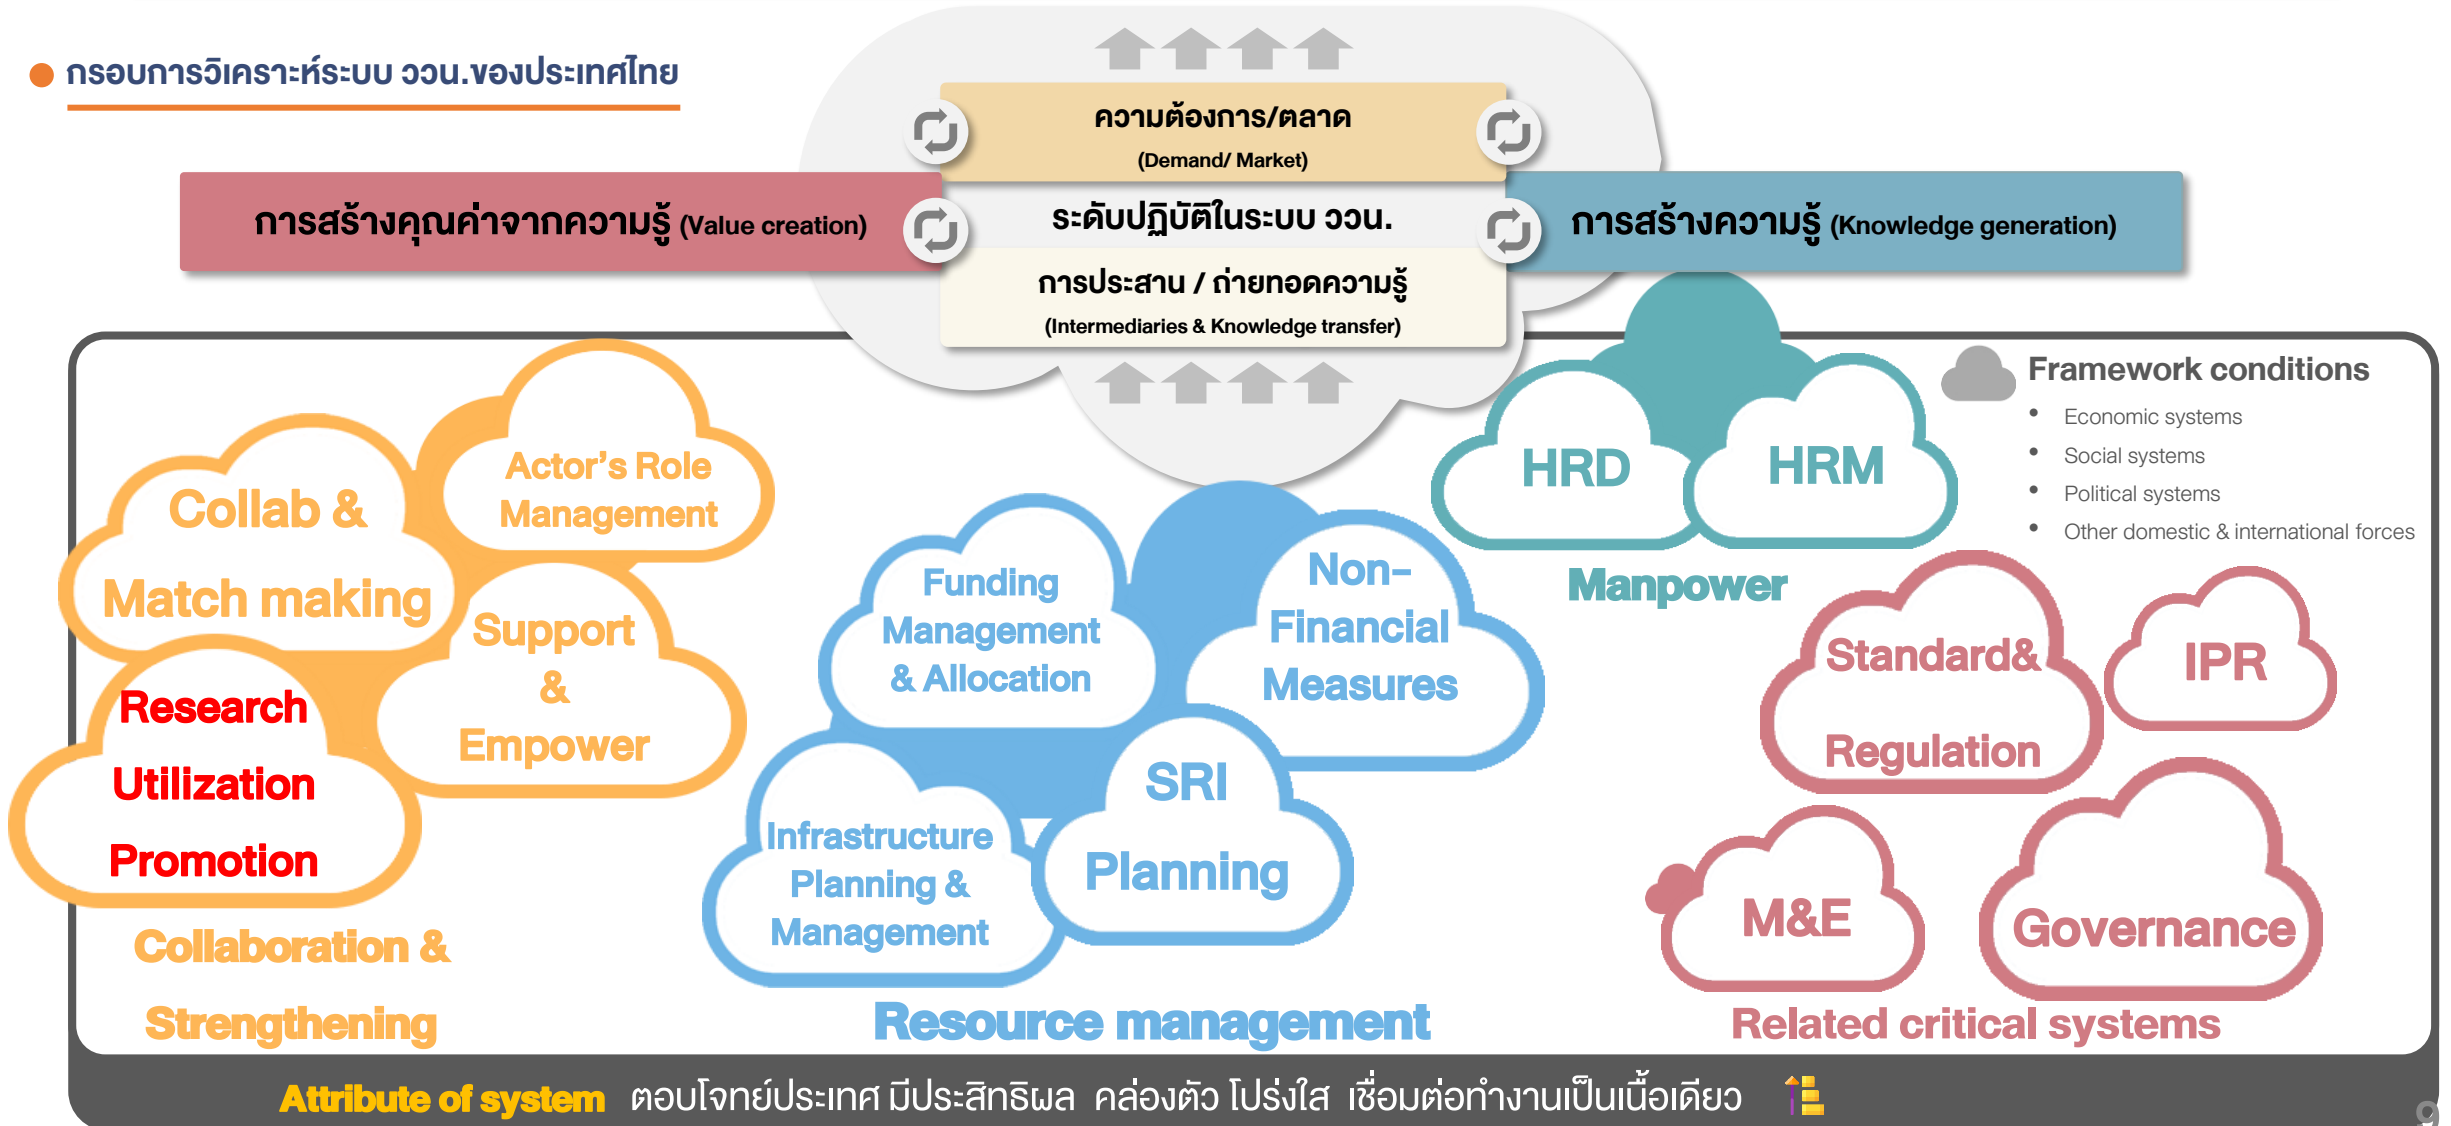 กรอบการวิเคราะห์ระบบ ววน.ของประเทศไทย
ความต้องการ/ตลาด
(Demand/ Market)
การสร้างคุณค่าจากความรู้ (Value creation)
ระดับปฏิบัติในระบบ ววน.
การสร้างความรู้ (Knowledge generation)
การประสาน / ถ่ายทอดความรู้
(Intermediaries & Knowledge transfer)
Collab &
Match making
Actor's Role
Management
Support
&
Empower
Research
Utilization
Promotion
Collaboration &
Strengthening
Funding
Management
& Allocation
Non-
Financial
Measures
Infrastructure
Planning &
Management
SRI
Planning
Resource management
HRD
HRM
Manpower
Framework conditions
• Economic systems
• Social systems
• Political systems
• Other domestic & international forces
Standard&
Regulation
IPR
M&E
Governance
Related critical systems
Attribute of system ตอบโจทย์ประเทศ มีประสิทธิผล คล่องตัว โปร่งใส เชื่อมต่อทำงานเป็นเนื้อเดียว
9